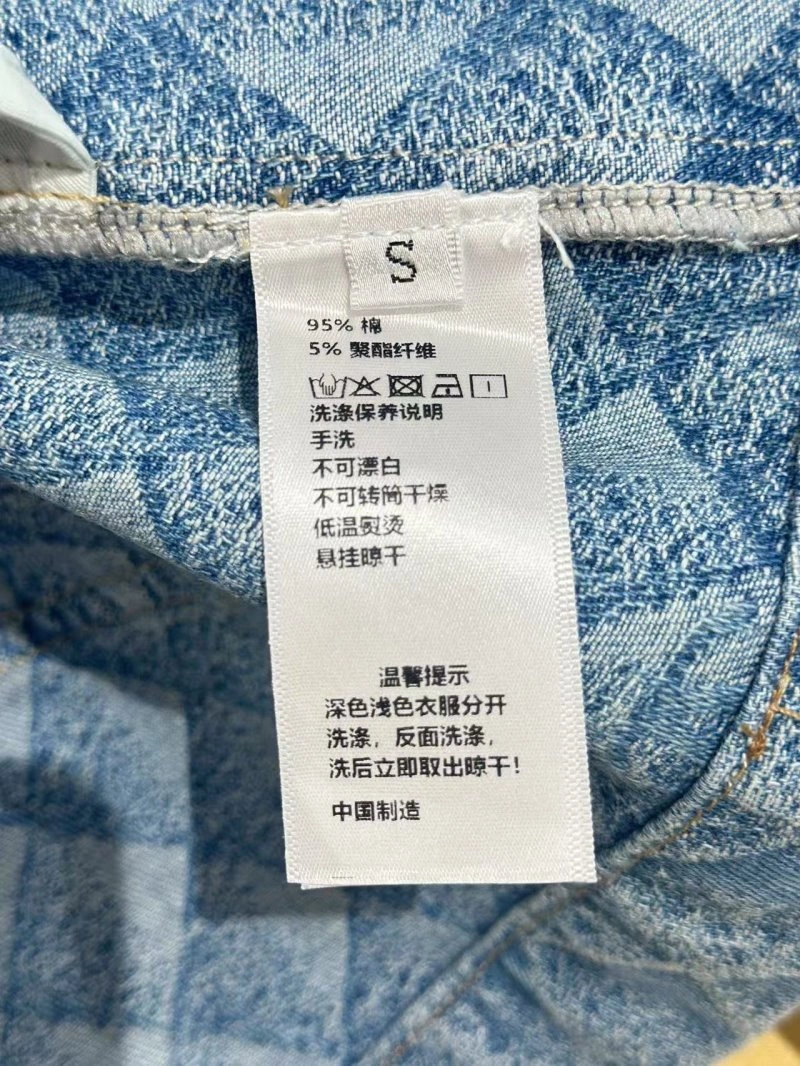 S
95% 棉
5% 聚酯纤维
洗涤保养说明
手洗
不可漂白
不可转筒干燥
低温熨烫
悬挂晾干
温馨提示
深色浅色衣服分开
洗涤，反面洗涤，
洗后立即取出晾干！
中国制造